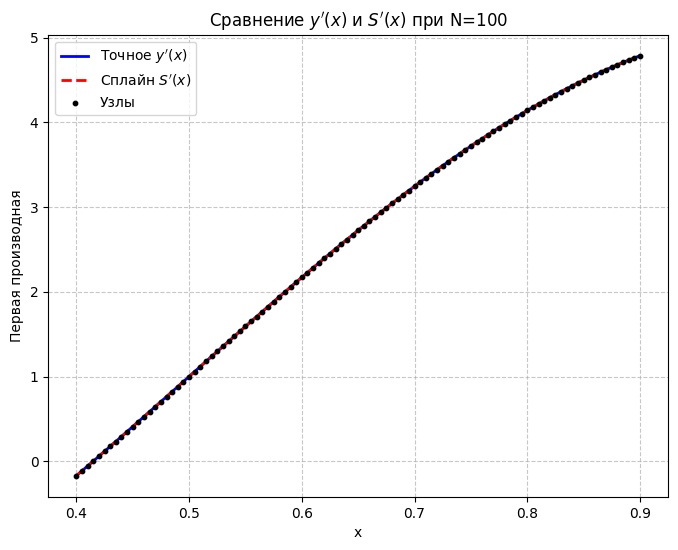 Сравнение y′(x) и S′(x) при N=100
Точное y′(x)
Сплайн S′(x)
Узлы
Первая производная
5
4
3
2
1
0
0.4
0.5
0.6
0.7
0.8
0.9
x